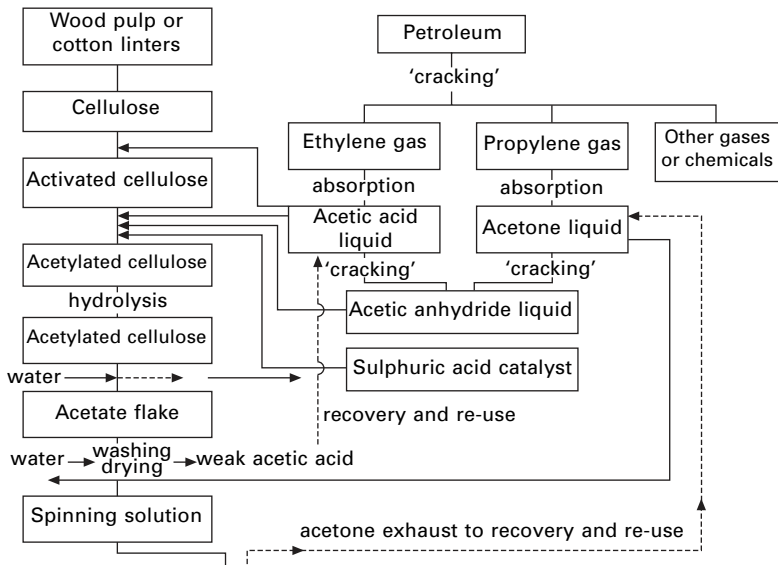 Wood pulp or
cotton linters
Petroleum
‘cracking’
Cellulose
Ethylene gas
Propylene gas
Other gases
or chemicals
Activated cellulose
absorption
absorption
Acetic acid
liquid
Acetone liquid
Acetylated cellulose
‘cracking’
‘cracking’
hydrolysis
Acetic anhydride liquid
Acetylated cellulose
Sulphuric acid catalyst
water
Acetate flake
recovery and re-use
water
washing
drying
weak acetic acid
Spinning solution
acetone exhaust to recovery and re-use